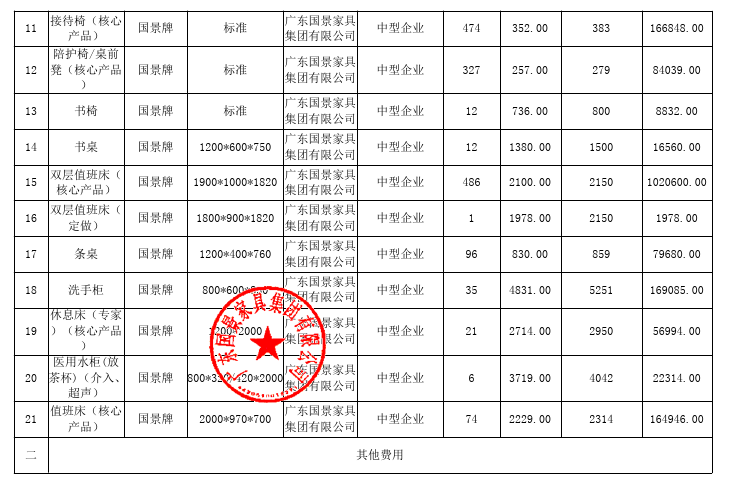 11 接待椅（核心产品） 国景牌 标准 广东国景家具集团有限公司 中型企业 474 352.00 383 166848.00
12 陪护椅/桌前凳（核心产品） 国景牌 标准 广东国景家具集团有限公司 中型企业 327 257.00 279 84039.00
13 书椅 国景牌 标准 广东国景家具集团有限公司 中型企业 12 736.00 800 8832.00
14 书桌 国景牌 1200*600*750 广东国景家具集团有限公司 中型企业 12 1380.00 1500 16560.00
15 双层值班床（核心产品） 国景牌 1900*1000*1820 广东国景家具集团有限公司 中型企业 486 2100.00 2150 1020600.00
16 双层值班床（定做） 国景牌 1800*900*1820 广东国景家具集团有限公司 中型企业 1 1978.00 2150 1978.00
17 条桌 国景牌 1200*400*760 广东国景家具集团有限公司 中型企业 96 830.00 859 79680.00
18 洗手柜 国景牌 800*600* 广东国景家具集团有限公司 中型企业 35 4831.00 5251 169085.00
19 休息床（专家）（核心产品） 国景牌 广东国景家具集团有限公司 中型企业 21 2714.00 2950 56994.00
20 医用水柜(放茶杯)（介入、超声） 国景牌 广东国景家具集团有限公司 中型企业 6 3719.00 4042 22314.00
21 值班床（核心产品） 国景牌 2000*970*700 广东国景家具集团有限公司 中型企业 74 2229.00 2314 164946.00
二 其他费用
广东国景家具集团有限公司